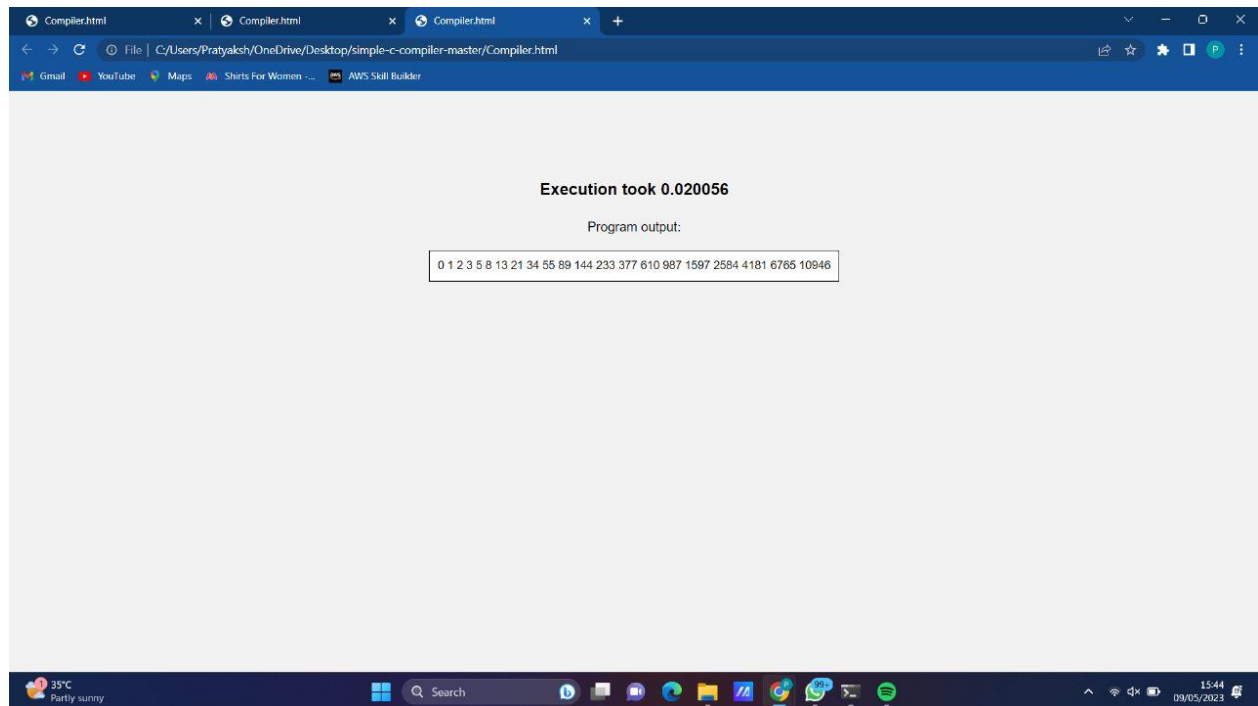 Compiler.html
Compiler.html
Compiler.html
File | C:/Users/Pratyaksh/OneDrive/Desktop/simple-c-compiler-master/Compiler.html
P
Gmail YouTube Maps Shirts For Women -... AWS Skill Builder
Execution took 0.020056
Program output:
0 1 2 3 5 8 13 21 34 55 89 144 233 377 610 987 1597 2584 4181 6765 10946
1
35°C
Partly sunny
Search
99+
15:44
09/05/2023